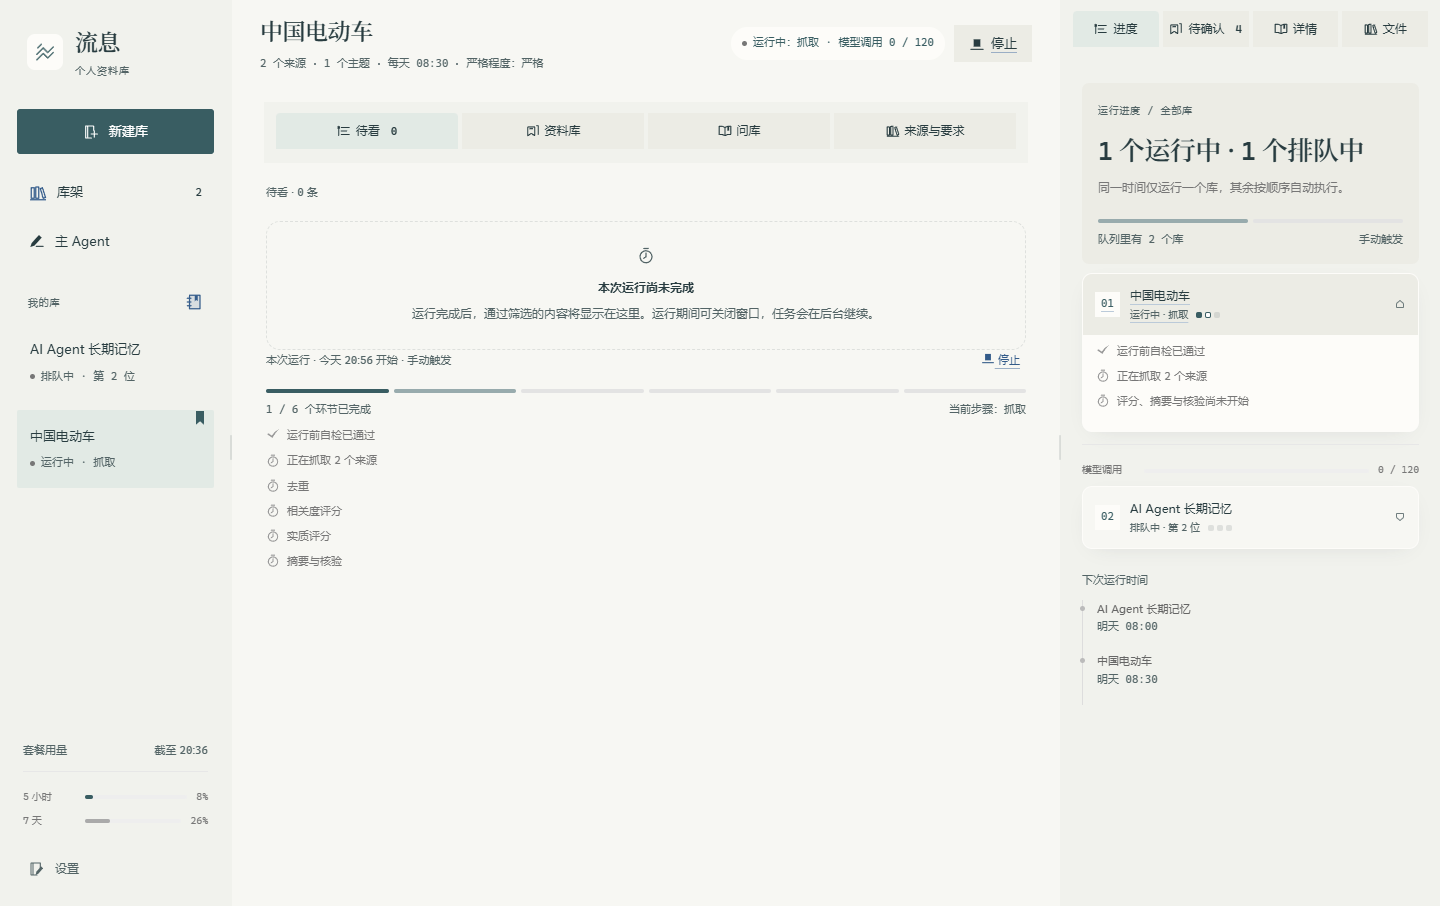 流息
个人资料库
新建库
库架 2
主 Agent
我的库
AI Agent 长期记忆
排队中 · 第 2 位
中国电动车
运行中 · 抓取
套餐用量 截至 20:36
5 小时 8%
7 天 26%
设置
中国电动车
2 个来源 · 1 个主题 · 每天 08:30 · 严格程度: 严格
运行中: 抓取 · 模型调用 0 / 120
停止
待看 0
资料库
问库
来源与要求
待看 · 0 条
本次运行尚未完成
运行完成后，通过筛选的内容将显示在这里。运行期间可关闭窗口，任务会在后台继续。
本次运行 · 今天 20:56 开始 · 手动触发 停止
1 / 6 个环节已完成 当前步骤: 抓取
运行前自检已通过
正在抓取 2 个来源
去重
相关度评分
实质评分
摘要与核验
进度
待确认 4
详情
文件
运行进度 / 全部库
1 个运行中 · 1 个排队中
同一时间仅运行一个库，其余按顺序自动执行。
队列里有 2 个库 手动触发
01 中国电动车
运行中 · 抓取
运行前自检已通过
正在抓取 2 个来源
评分、摘要与核验尚未开始
模型调用 0 / 120
02 AI Agent 长期记忆
排队中 · 第 2 位
下次运行时间
AI Agent 长期记忆
明天 08:00
中国电动车
明天 08:30